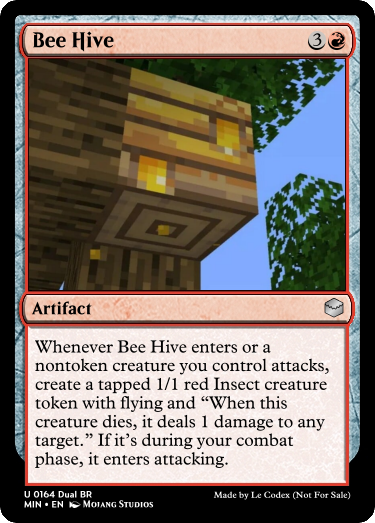 Bee Hive 3
Artifact
Whenever Bee Hive enters or a
nontoken creature you control attacks,
create a tapped 1/1 red Insect creature
token with flying and “When this
creature dies, it deals 1 damage to any
target.” If it’s during your combat
phase, it enters attacking.
U 0164 Dual BR
MIN • EN Mojang Studios
Made by Le Codex (Not For Sale)